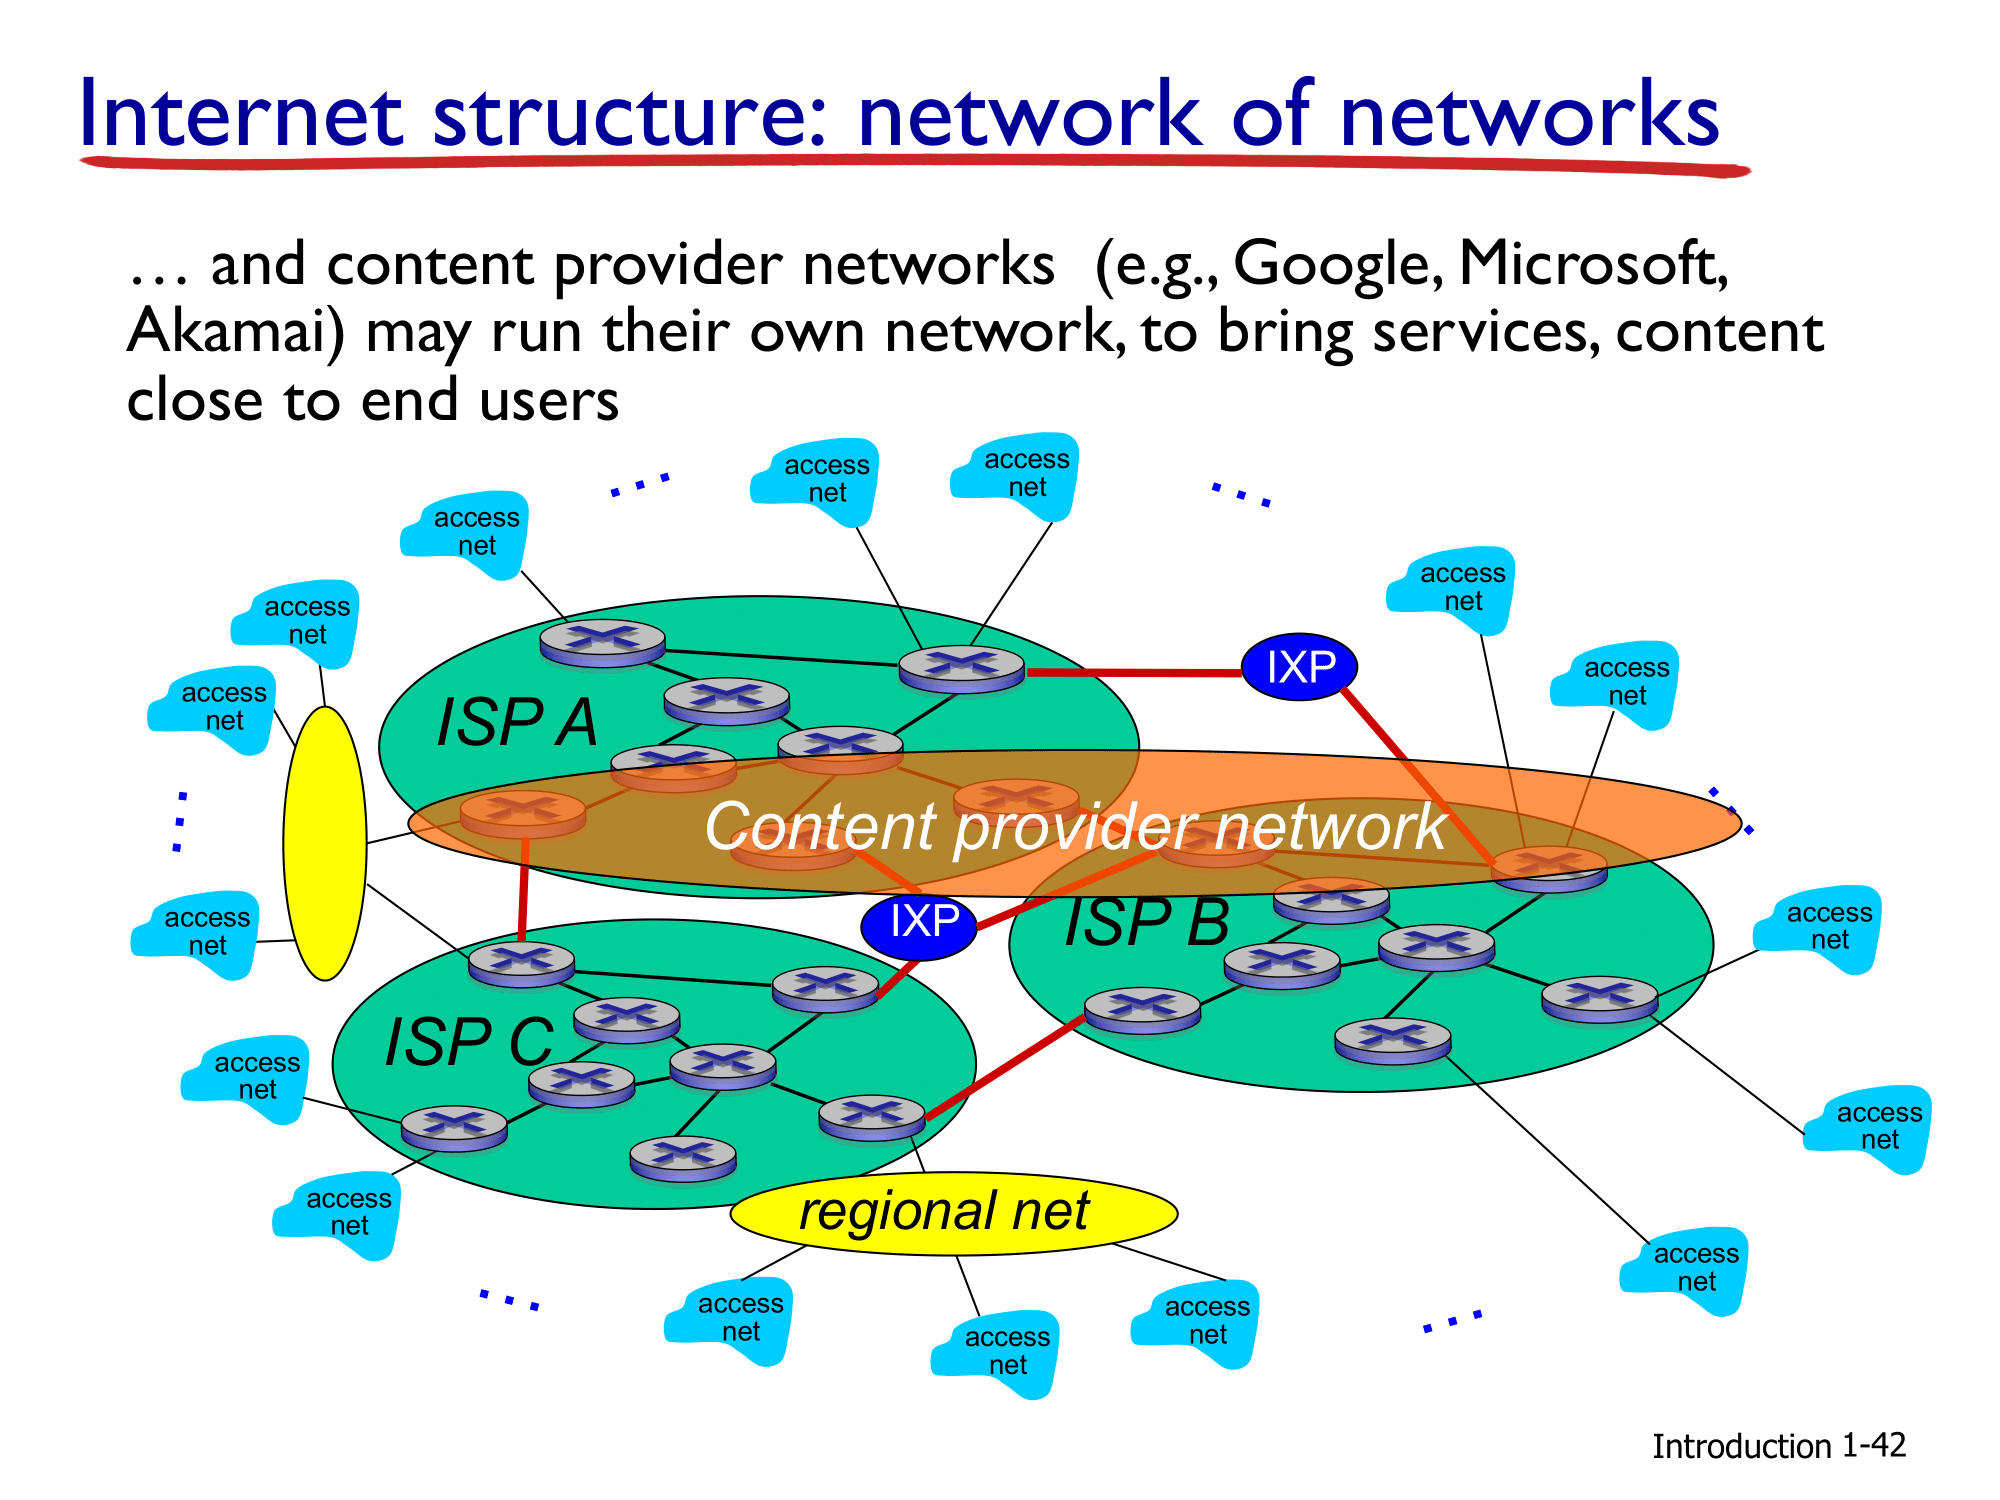 Internet structure: network of networks
… and content provider networks  (e.g., Google, Microsoft,
Akamai) may run their own network, to bring services, content
close to end users
access
net
access
net
access
net
access
net
access
net
access
net
access
net
access
net
IXP
ISP A
Content provider network
access
net
IXP
ISP B
access
net
ISP C
access
net
access
net
access
net
regional net
access
net
access
net
access
net
access
net
Introduction 1-42